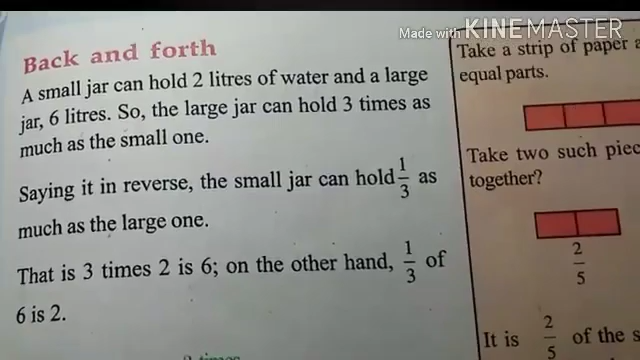 Made with KINEMASTER
Back and forth
A small jar can hold 2 litres of water and a large
jar, 6 litres. So, the large jar can hold 3 times as
much as the small one.
Saying it in reverse, the small jar can hold 1/3 as
much as the large one.
That is 3 times 2 is 6; on the other hand, 1/3 of
6 is 2.
Take a strip of paper
equal parts.
Take two such
together?
2/5
It is 2/5 of the